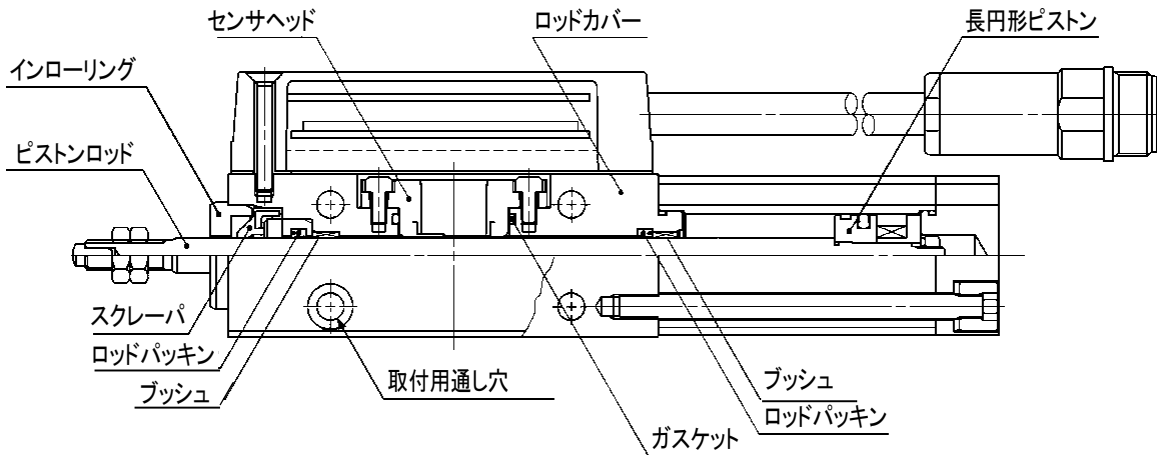 センサヘッド
ロッドカバー
長円形ピストン
インローリング
ピストンロッド
スクレーパ
ロッドパッキン
ブッシュ
取付用通し穴
ガスケット
ブッシュ
ロッドパッキン